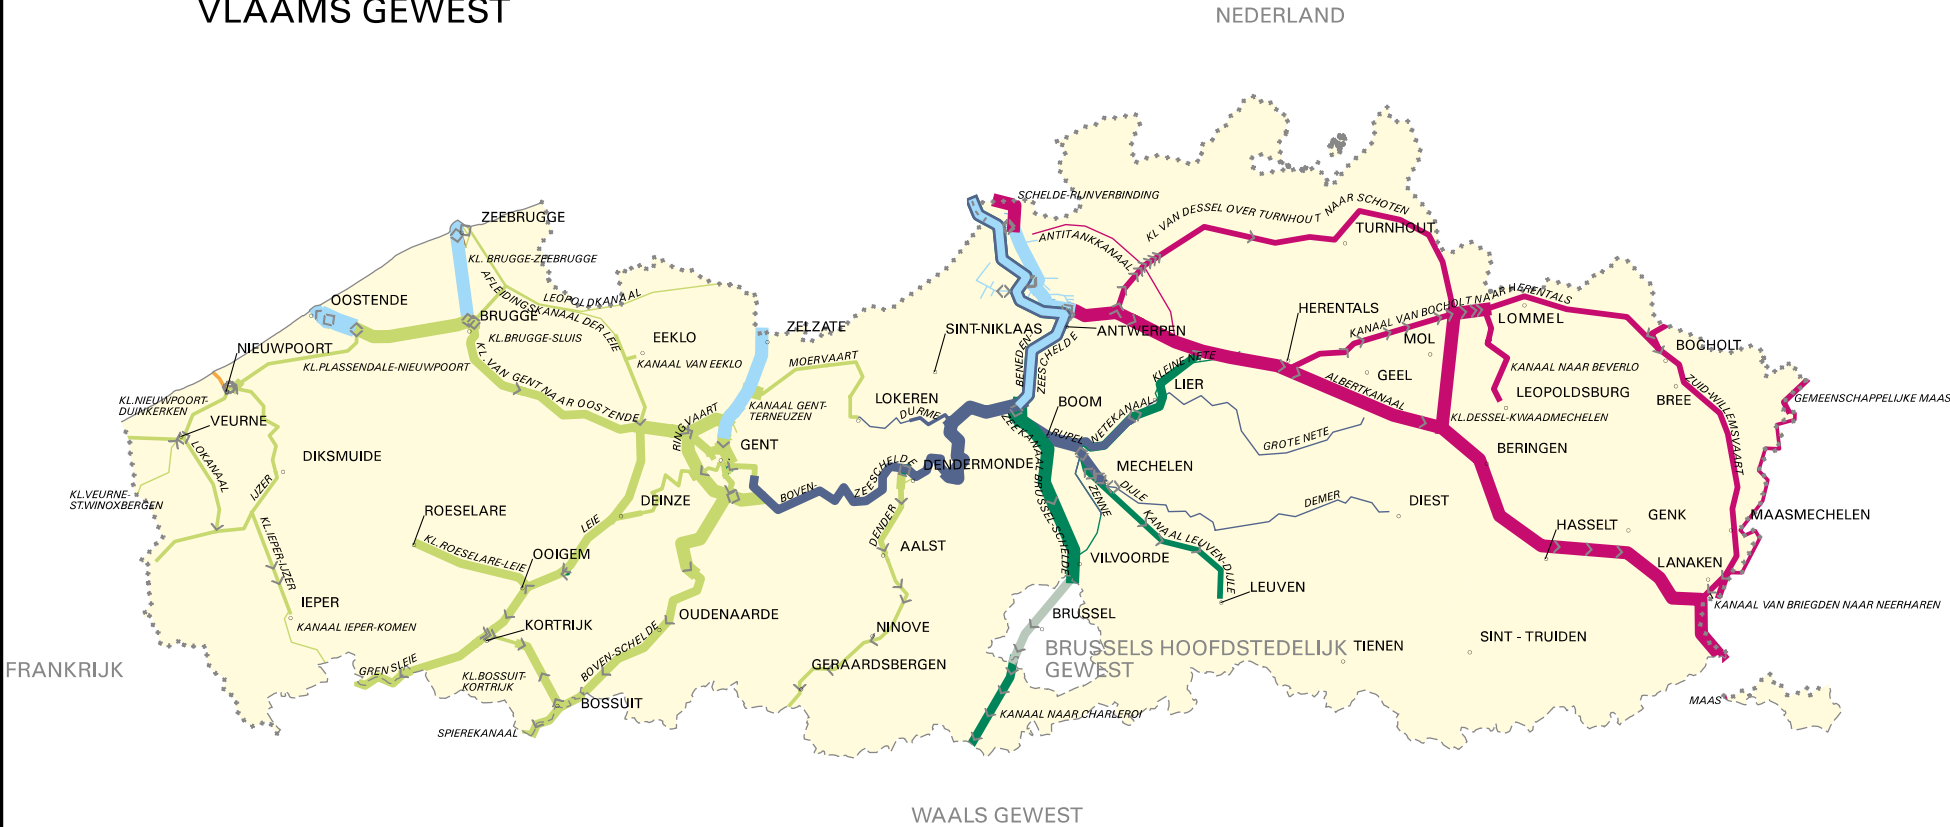 VLAAMS GEWEST
NEDERLAND
SCHELDE-RIJNVERBINDING
ZEEBRUGGE
KL VAN DESSEL OVER TURNHOUT NAAR SCHOTEN
TURNHOUT
ANTITANKKANAAL
KL. BRUGGE-ZEEBRUGGE
AFLEIDINGSKANAAL DER LEIE
LEOPOLDKANAAL
OOSTENDE
BRUGGE
KL.BRUGGE-SLUIS
EEKLO
ZELZATE
SINT-NIKLAAS
ANTWERPEN
HERENTALS
KANAAL VAN BOCHOLT NAAR HERENTALS
LOMMEL
MOL
BOCHOLT
NIEUWPOORT
KL.PLASSENDALE-NIEUWPOORT
KANAAL VAN EEKLO
MOERVAART
BENEDEN-
ZEESCHELDE
KLEINE NETE
LIER
GEEL
ALBERTKANAAL
KANAAL NAAR BEVERLO
LEOPOLDSBURG
BREE
ZUID-WILLEMSVAART
GEMEENSCHAPPELIJKE MAAS
KL.NIEUWPOORT-
DUINKERKEN
VEURNE
KL. VAN GENT NAAR OOSTENDE
RINGVAART
KANAAL GENT-
TERNEUZEN
LOKEREN
DURME
BOOM
RUPEL
NETEKANAAL
KL.DESSEL-KWAADMECHELEN
GROTE NETE
GENT
BERINGEN
LOKANAAL
DIKSMUIDE
IJZER
DENDERMONDE
ZEEKANAAL BRUSSEL-SCHELDE
MECHELEN
KL.VEURNE-
ST.WINOXBERGEN
DEINZE
BOVEN-
ZEESCHELDE
ZENNE
DIJLE
DEMER
DIEST
ROESELARE
LEIE
KL.IEPER-IJZER
DENDER
KANAAL LEUVEN-DIJLE
GENK
MAASMECHELEN
HASSELT
KL.ROESELARE-LEIE
OOIGEM
AALST
VILVOORDE
LANAKEN
LEUVEN
IEPER
KANAAL IEPER-KOMEN
KORTRIJK
OUDENAARDE
NINOVE
BRUSSEL
KANAAL VAN BRIEGDEN NAAR NEERHAREN
SINT - TRUIDEN
BRUSSELS HOOFDSTEDELIJK
GEWEST
TIENEN
FRANKRIJK
GRENSLEIE
KL.BOSSUIT-
KORTRIJK
BOVEN-SCHELDE
GERAARDSBERGEN
BOSSUIT
MAAS
KANAAL NAAR CHARLEROI
SPIEREKANAAL
WAALS GEWEST